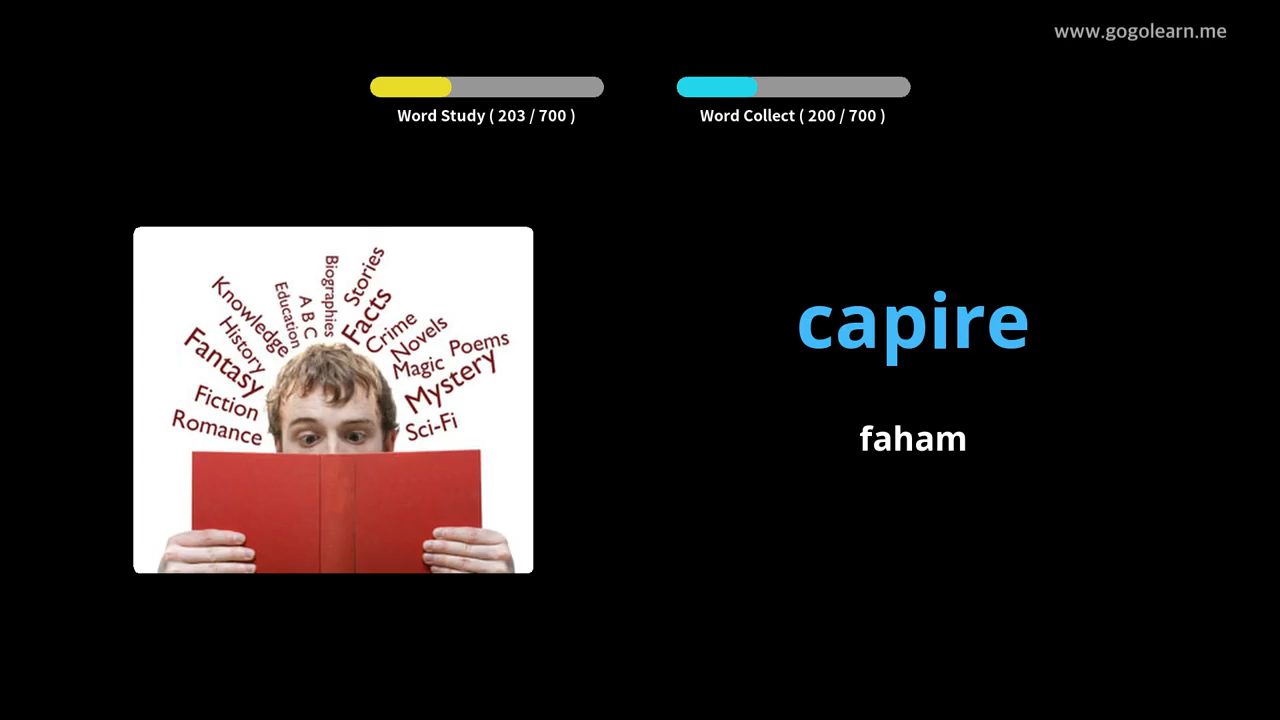 www.gogolearn.me
Word Study ( 203 / 700 )
Word Collect ( 200 / 700 )
Knowledge
Education
A B C
Biographies
Stories
Facts
History
Crime
Novels
Fantasy
Magic
Poems
Mystery
Fiction
Romance
Sci-Fi
capire
faham